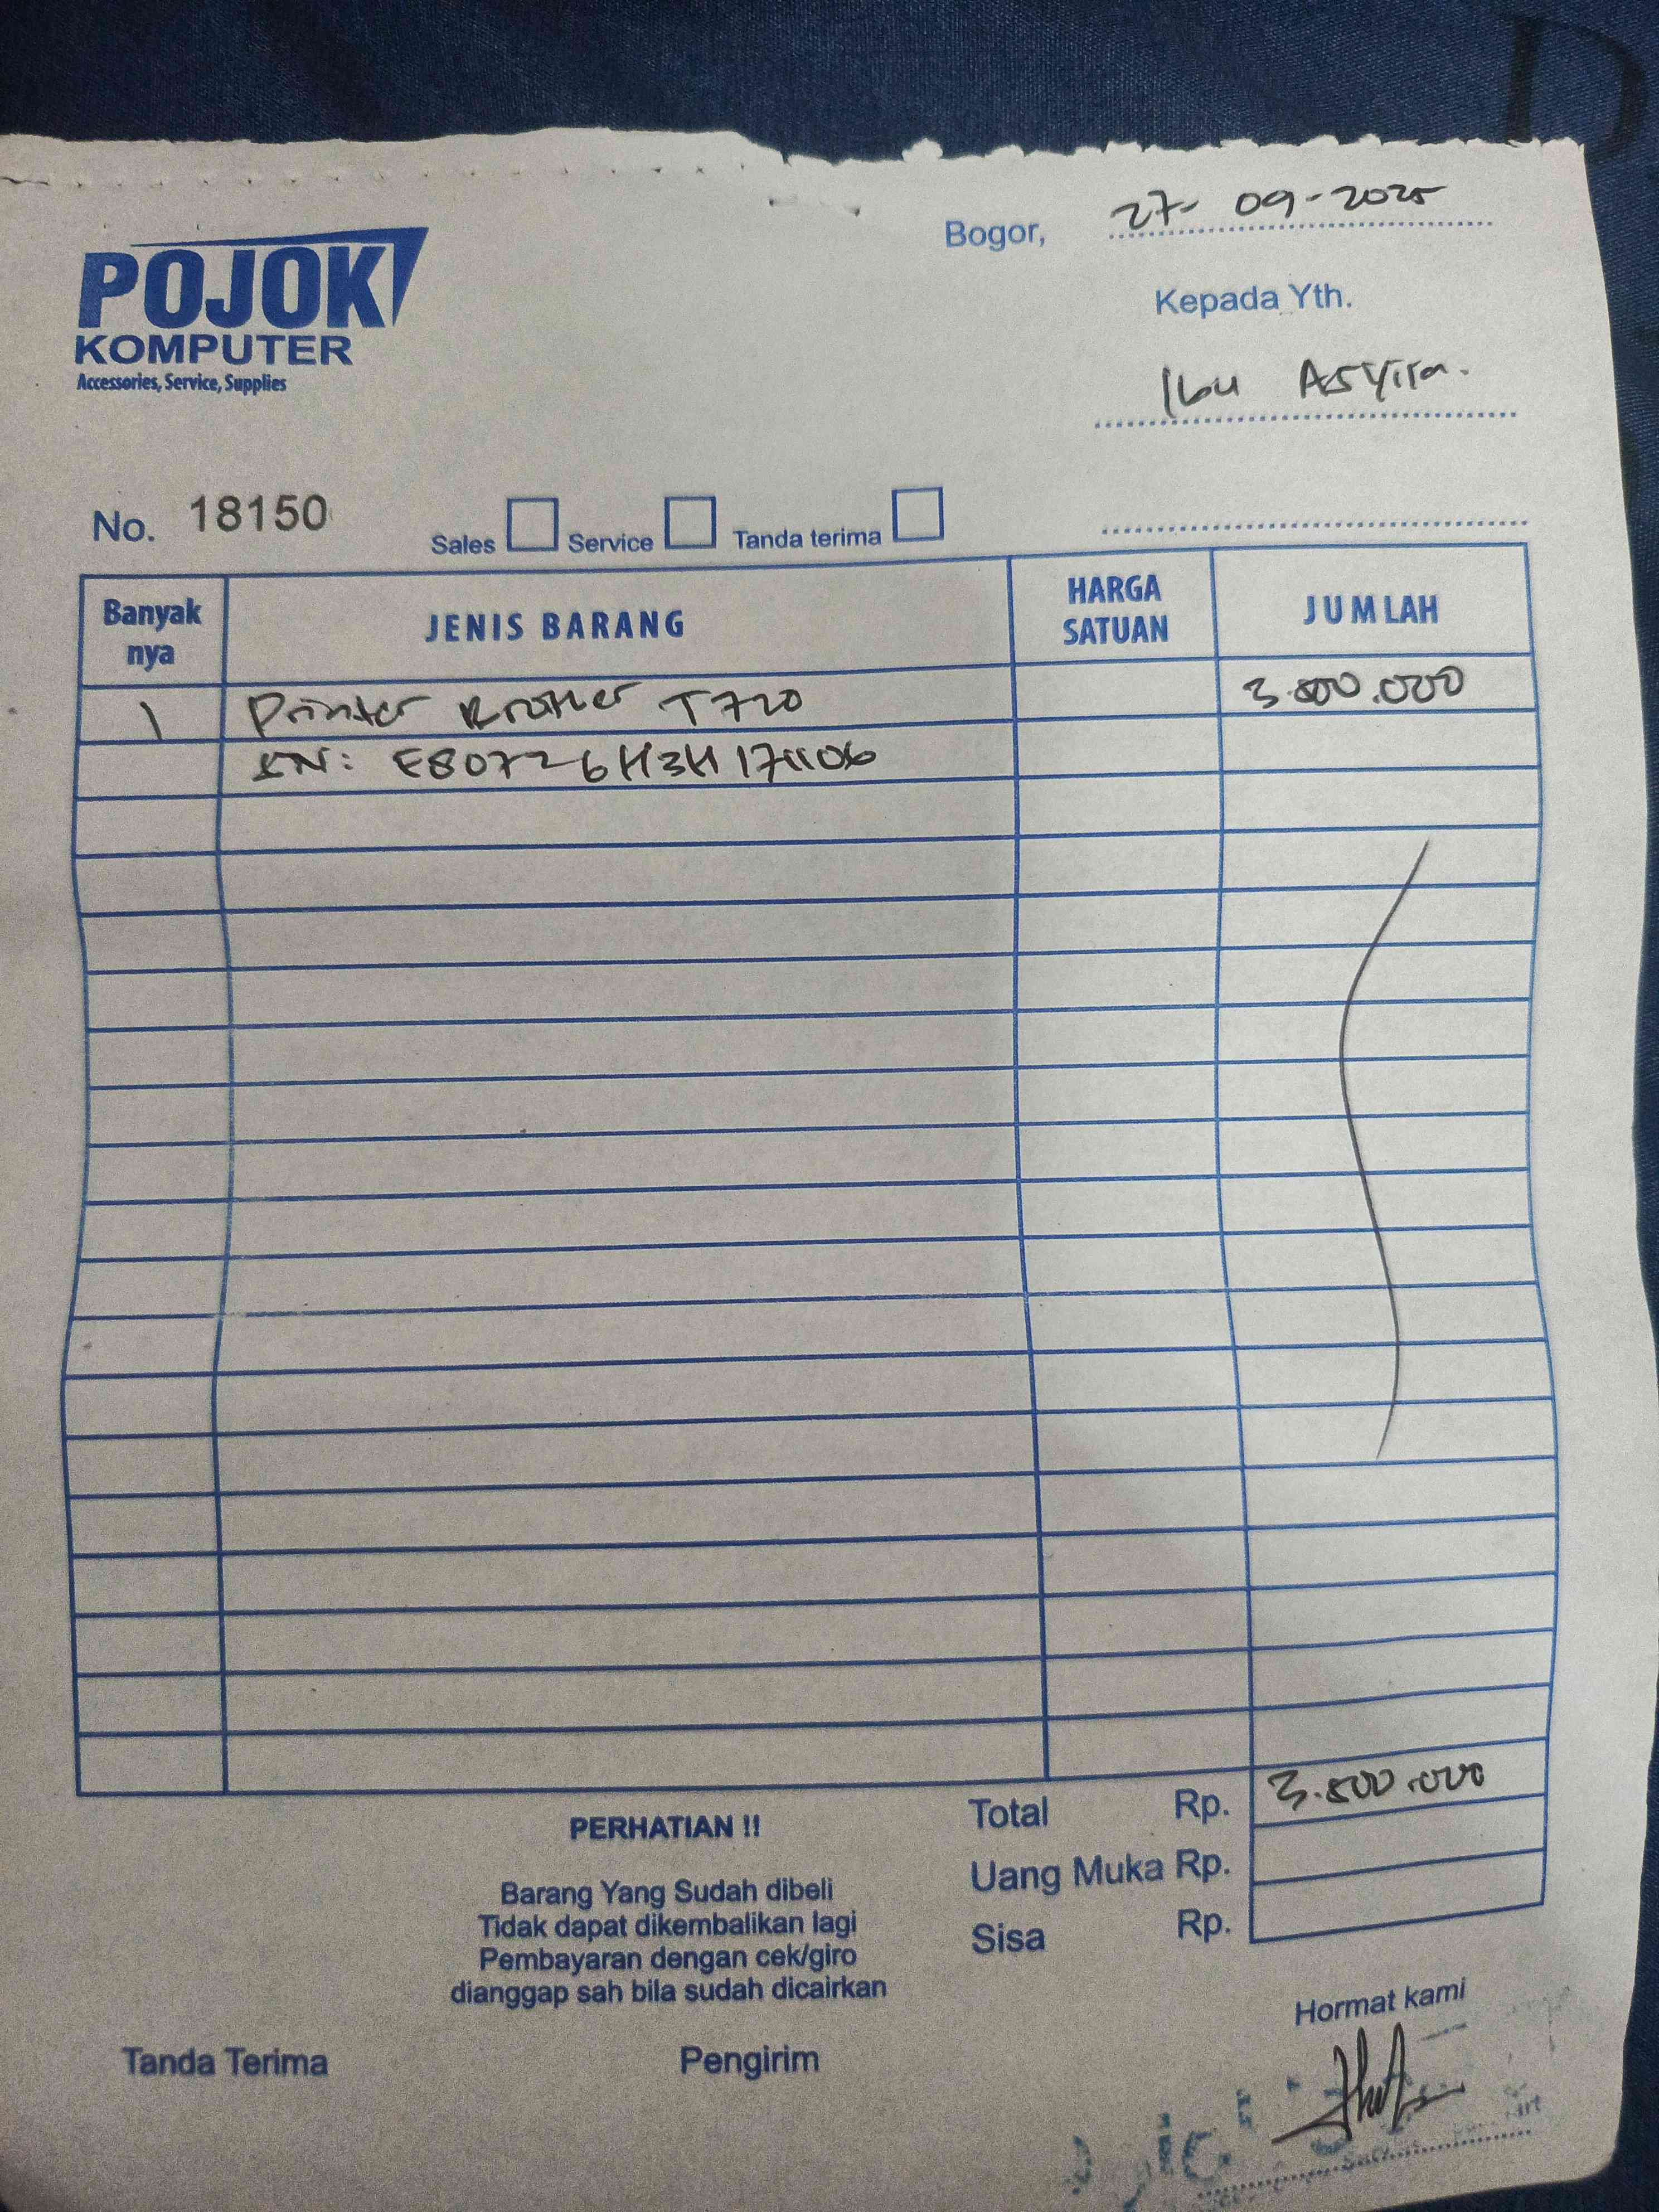 POJOK
KOMPUTER
Accessories, Service, Supplies
Bogor, 27-09-2025
Kepada Yth.
Ibu Asyira.
No. 18150 Sales Service Tanda terima
Banyak nya JENIS BARANG HARGA SATUAN JUMLAH
1 Printer Brother T720 3.800.000
SN:
Total Rp. 3.800.000
Uang Muka Rp.
Sisa Rp.
PERHATIAN !!
Barang Yang Sudah dibeli
Tidak dapat dikembalikan lagi
Pembayaran dengan cek/giro
dianggap sah bila sudah dicairkan
Hormat kami
Tanda Terima Pengirim